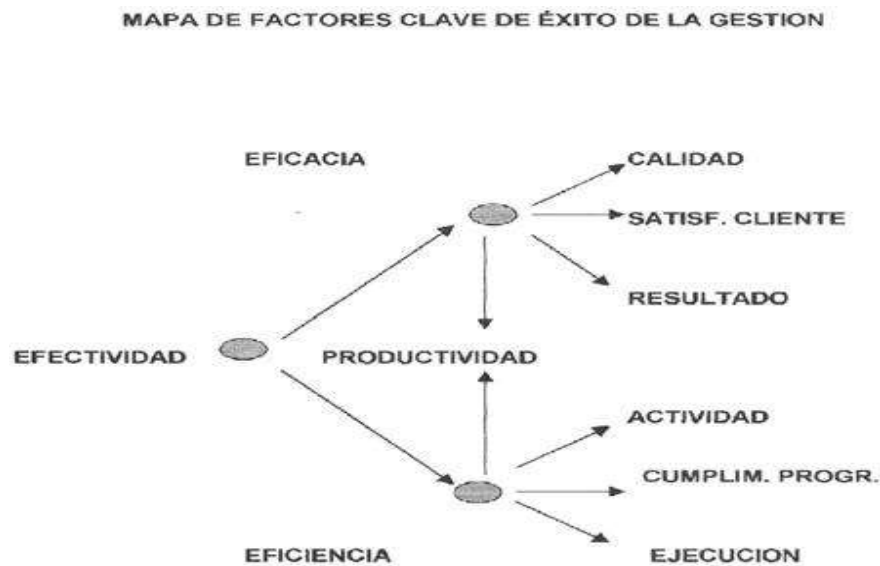 MAPA DE FACTORES CLAVE DE ÉXITO DE LA GESTION
EFICACIA
CALIDAD
SATISF. CLIENTE
RESULTADO
EFECTIVIDAD
PRODUCTIVIDAD
ACTIVIDAD
CUMPLIM. PROGR.
EFICIENCIA
EJECUCION